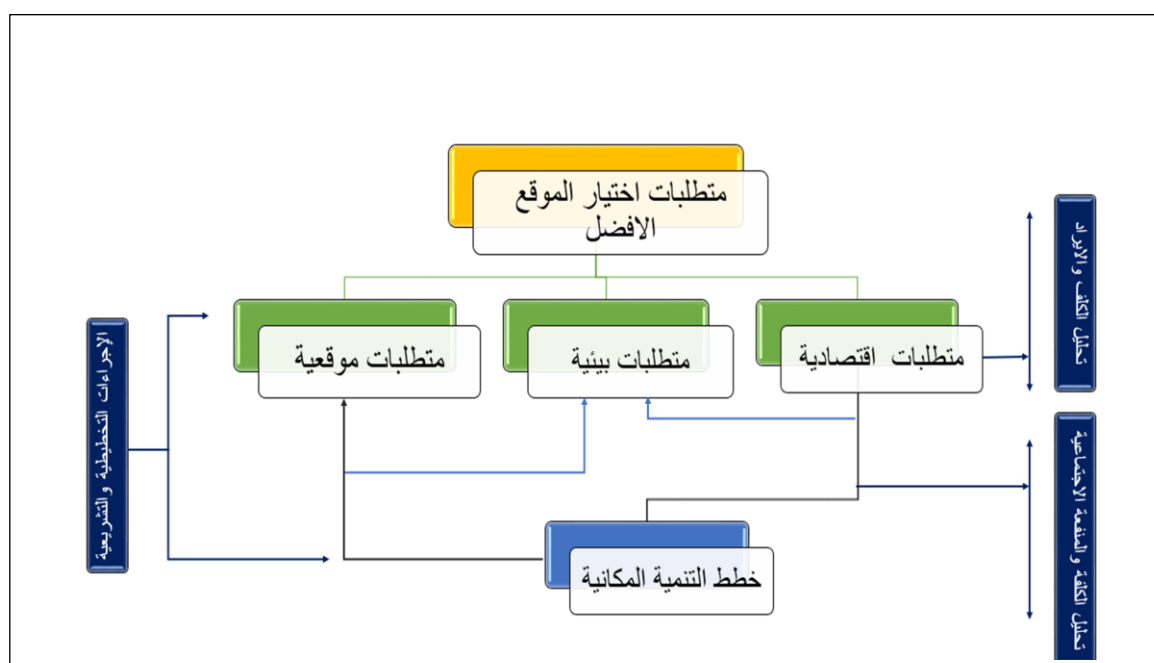 متطلبات اختيار الموقع
الافضل
متطلبات اقتصادية
متطلبات بيئية
متطلبات موقعية
خطط التنمية المكانية
تحليل الكلف والايراد
تحليل الكلفة والمنفعة الاجتماعية
الإجراءات التخطيطية والتشريعية